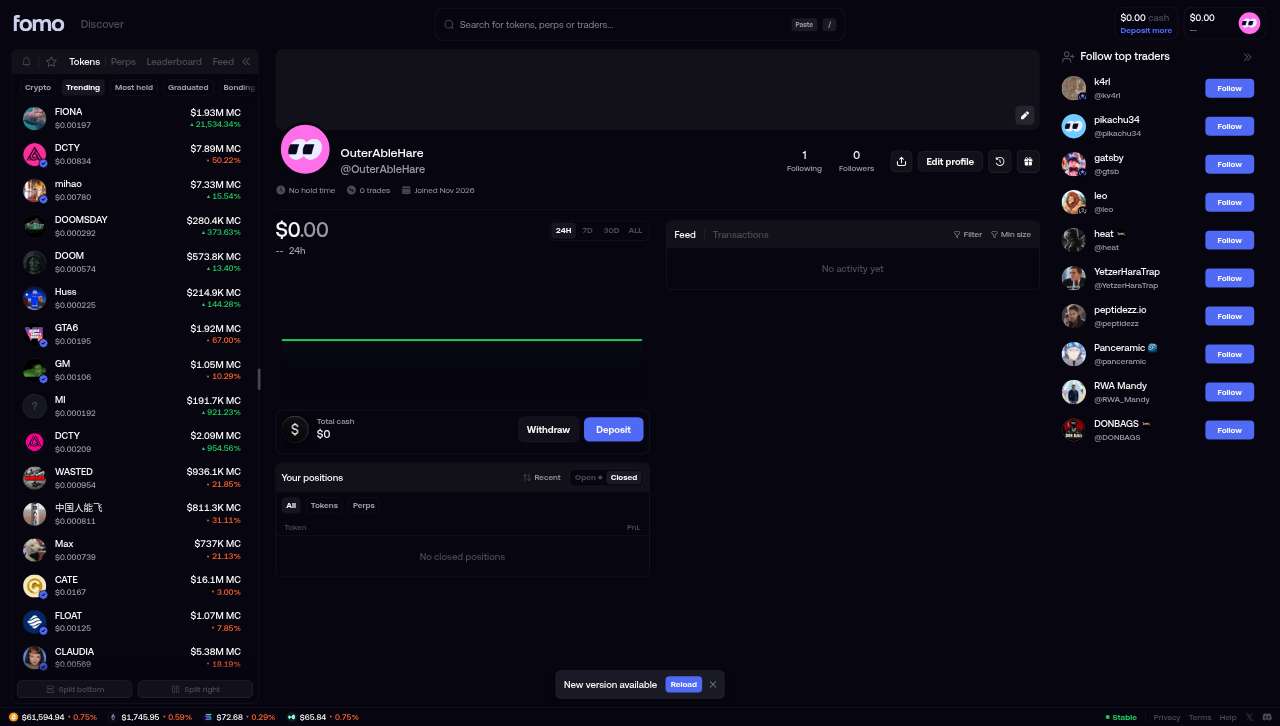 fomo Discover
Search for tokens, perps or traders... Paste /
$0.00 cash
Deposit more
$0.00
--
Tokens Perps Leaderboard Feed
Crypto Trending Most held Graduated Bonding
FIONA $1.93M MC
$0.00197 21,534.34%
DCTY $7.89M MC
$0.00834 50.22%
mihao $7.33M MC
$0.00780 15.54%
DOOMSDAY $280.4K MC
$0.000292 373.63%
DOOM $573.8K MC
$0.000574 13.40%
Huss $214.9K MC
$0.000225 144.28%
GTA6 $1.92M MC
$0.00195 67.00%
GM $1.05M MC
$0.00106 10.29%
? MI $191.7K MC
$0.000192 921.23%
DCTY $2.09M MC
$0.00209 954.56%
WASTED $936.1K MC
$0.000954 21.85%
中国人能飞 $811.3K MC
$0.000811 31.11%
Max $737K MC
$0.000739 21.13%
CATE $16.1M MC
$0.0167 3.00%
FLOAT $1.07M MC
$0.00125 7.85%
CLAUDIA $5.38M MC
$0.00569 18.19%
Split bottom Split right
OuterAbleHare
@OuterAbleHare
1 Following
0 Followers
Edit profile
No hold time 0 trades Joined Nov 2026
$0.00
-- 24h
24H 7D 30D ALL
Total cash
$0
Withdraw Deposit
Your positions Recent Open Closed
All Tokens Perps
Token PnL
No closed positions
Feed Transactions Filter Min size
No activity yet
Follow top traders
k4rl
@kv4rl Follow
pikachu34
@pikachu34 Follow
gatsby
@gtsb Follow
leo
@leo Follow
heat
@heat Follow
YetzerHaraTrap
@YetzerHaraTrap Follow
peptidezz.io
@peptidezz Follow
Panceramic
@panceramic Follow
RWA Mandy
@RWA_Mandy Follow
DONBAGS
@DONBAGS Follow
New version available Reload
$61,594.94 0.75% $1,745.95 0.59% $72.68 0.29% $65.84 0.75%
Stable Privacy Terms Help